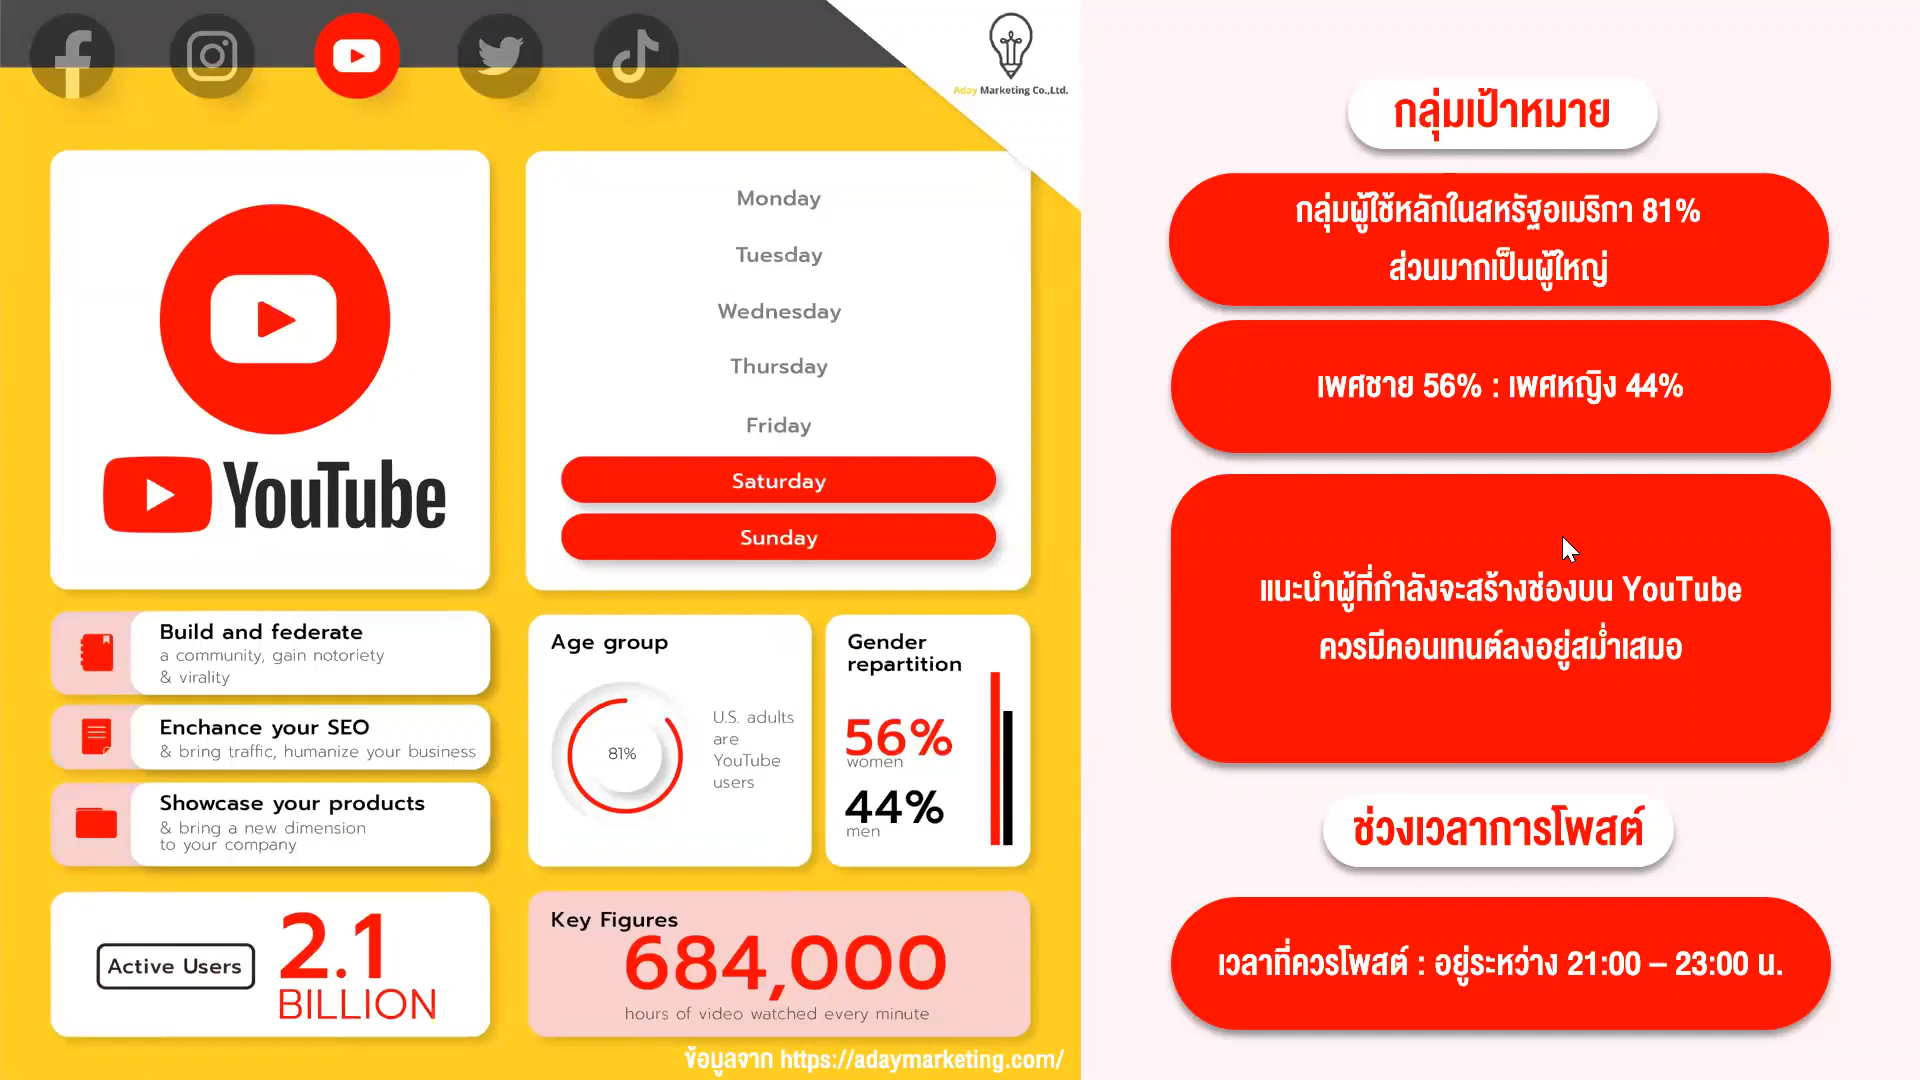 Aday Marketing Co.,Ltd.
YouTube
Monday
Tuesday
Wednesday
Thursday
Friday
Saturday
Sunday
Build and federate
a community, gain notoriety
& virality
Enchance your SEO
& bring traffic, humanize your business
Showcase your products
& bring a new dimension
to your company
Age group
81%
U.S. adults
are
YouTube
users
Gender
repartition
56%
women
44%
men
Active Users
2.1
BILLION
Key Figures
684,000
hours of video watched every minute
ข้อมูลจาก https://adaymarketing.com/
กลุ่มเป้าหมาย
กลุ่มผู้ใช้หลักในสหรัฐอเมริกา 81%
ส่วนมากเป็นผู้ใหญ่
เพศชาย 56% : เพศหญิง 44%
แนะนำผู้ที่กำลังจะสร้างช่องบน YouTube
ควรมีคอนเทนต์ลงอยู่สม่ำเสมอ
ช่วงเวลาการโพสต์
เวลาที่ควรโพสต์ : อยู่ระหว่าง 21:00 – 23:00 น.